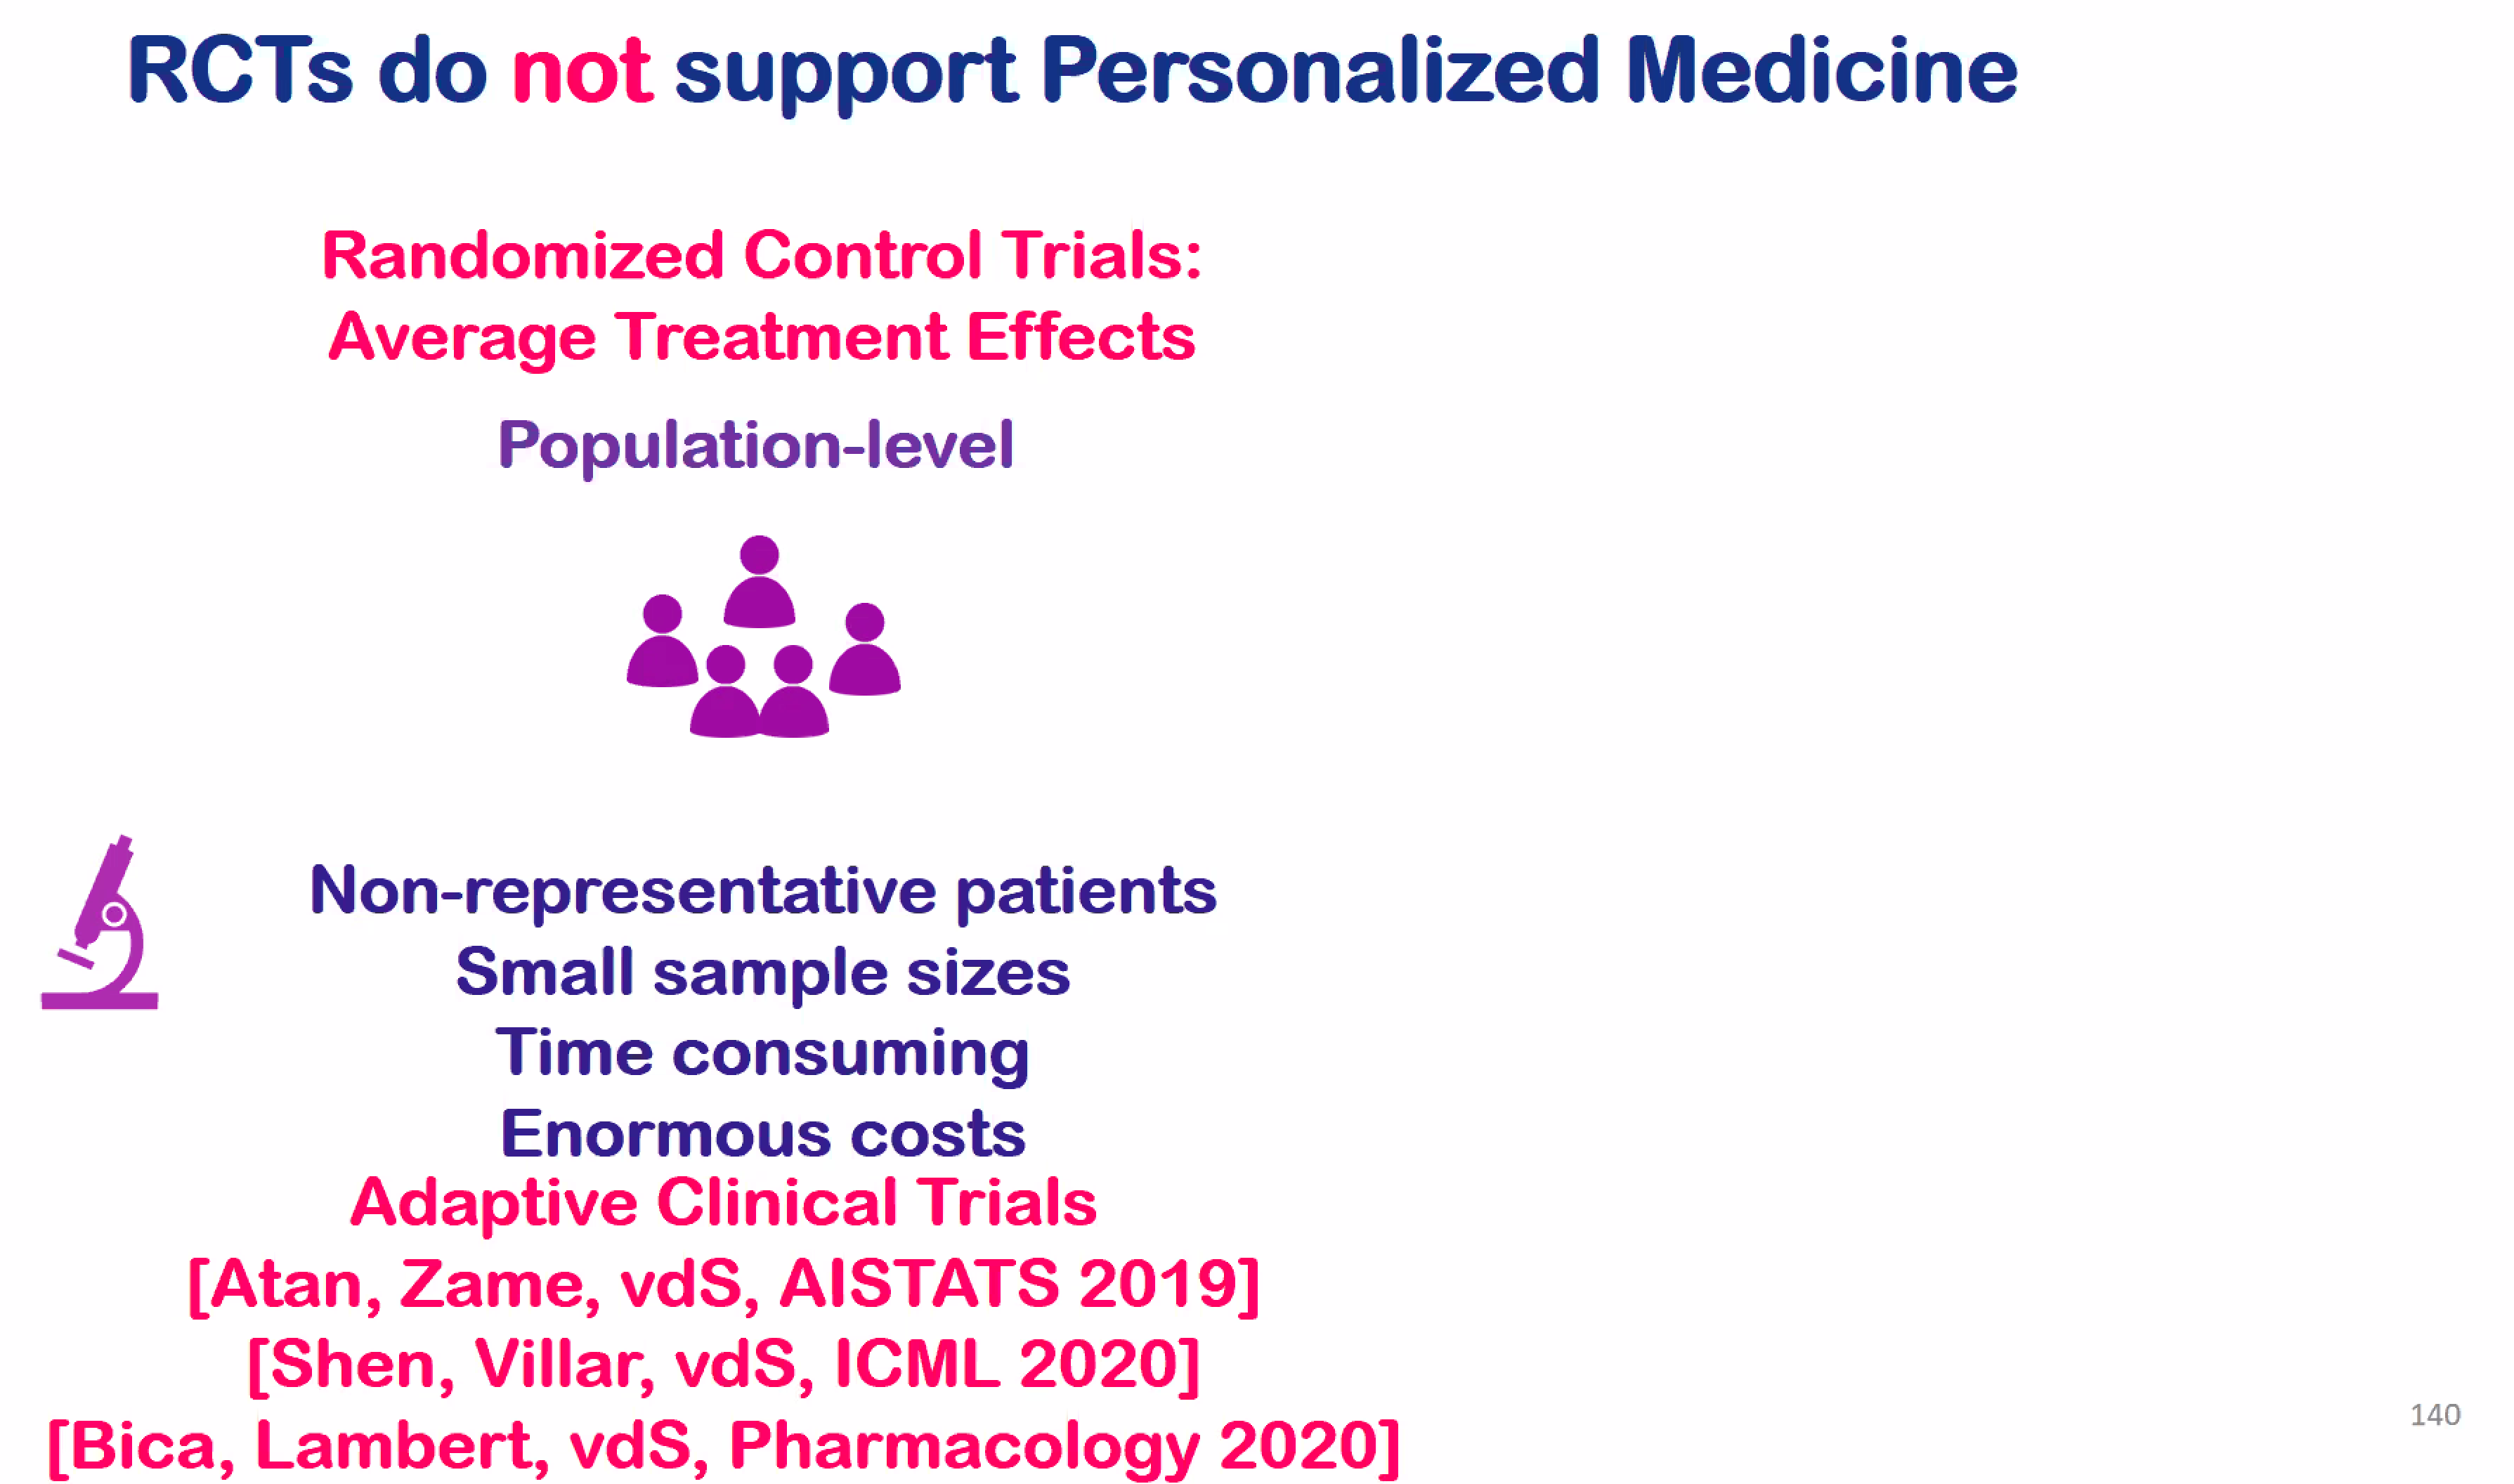 RCTs do not support Personalized Medicine
Randomized Control Trials:
Average Treatment Effects
Population-level
Non-representative patients
Small sample sizes
Time consuming
Enormous costs
Adaptive Clinical Trials
[Atan, Zame, vdS, AISTATS 2019]
[Shen, Villar, vdS, ICML 2020]
[Bica, Lambert, vdS, Pharmacology 2020]
140